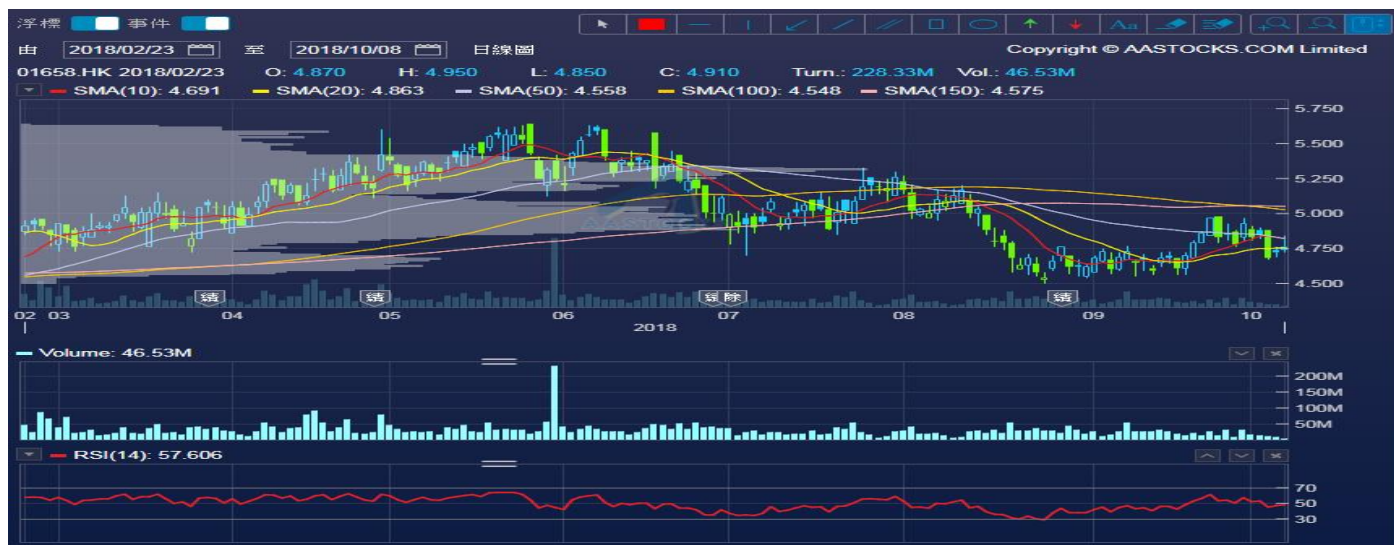 浮標 事件 Aa
由 2018/02/23 至 2018/10/08 日線圖 Copyright © AASTOCKS.COM Limited
01658.HK 2018/02/23 O: 4.870 H: 4.950 L: 4.850 C: 4.910 Turn.: 228.33M Vol.: 46.53M
SMA(10): 4.691 SMA(20): 4.863 SMA(50): 4.558 SMA(100): 4.548 SMA(150): 4.575
5.750
5.500
5.250
5.000
4.750
4.500
績 績 除 績
02 03 04 05 06 07 08 09 10
2018
Volume: 46.53M
200M
150M
100M
50M
RSI(14): 57.606
70
50
30